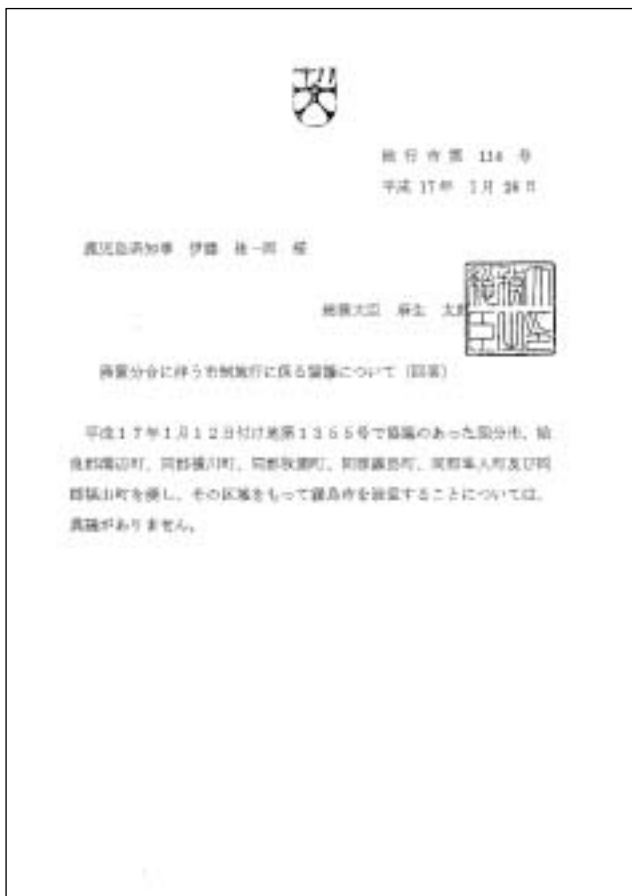 総行市第 114 号
平成 17年 1月 26日
鹿児島県知事 伊藤 祐一郎 様
総務大臣 麻生 太郎
廃置分合に伴う市制施行に係る協議について（回答）
平成17年1月12日付け地第1355号で協議のあった国分市、姶
良郡溝辺町、同郡横川町、同郡牧園町、同郡霧島町、同郡隼人町及び同
郡福山町を廃し、その区域をもって霧島市を設置することについては、
異議がありません。